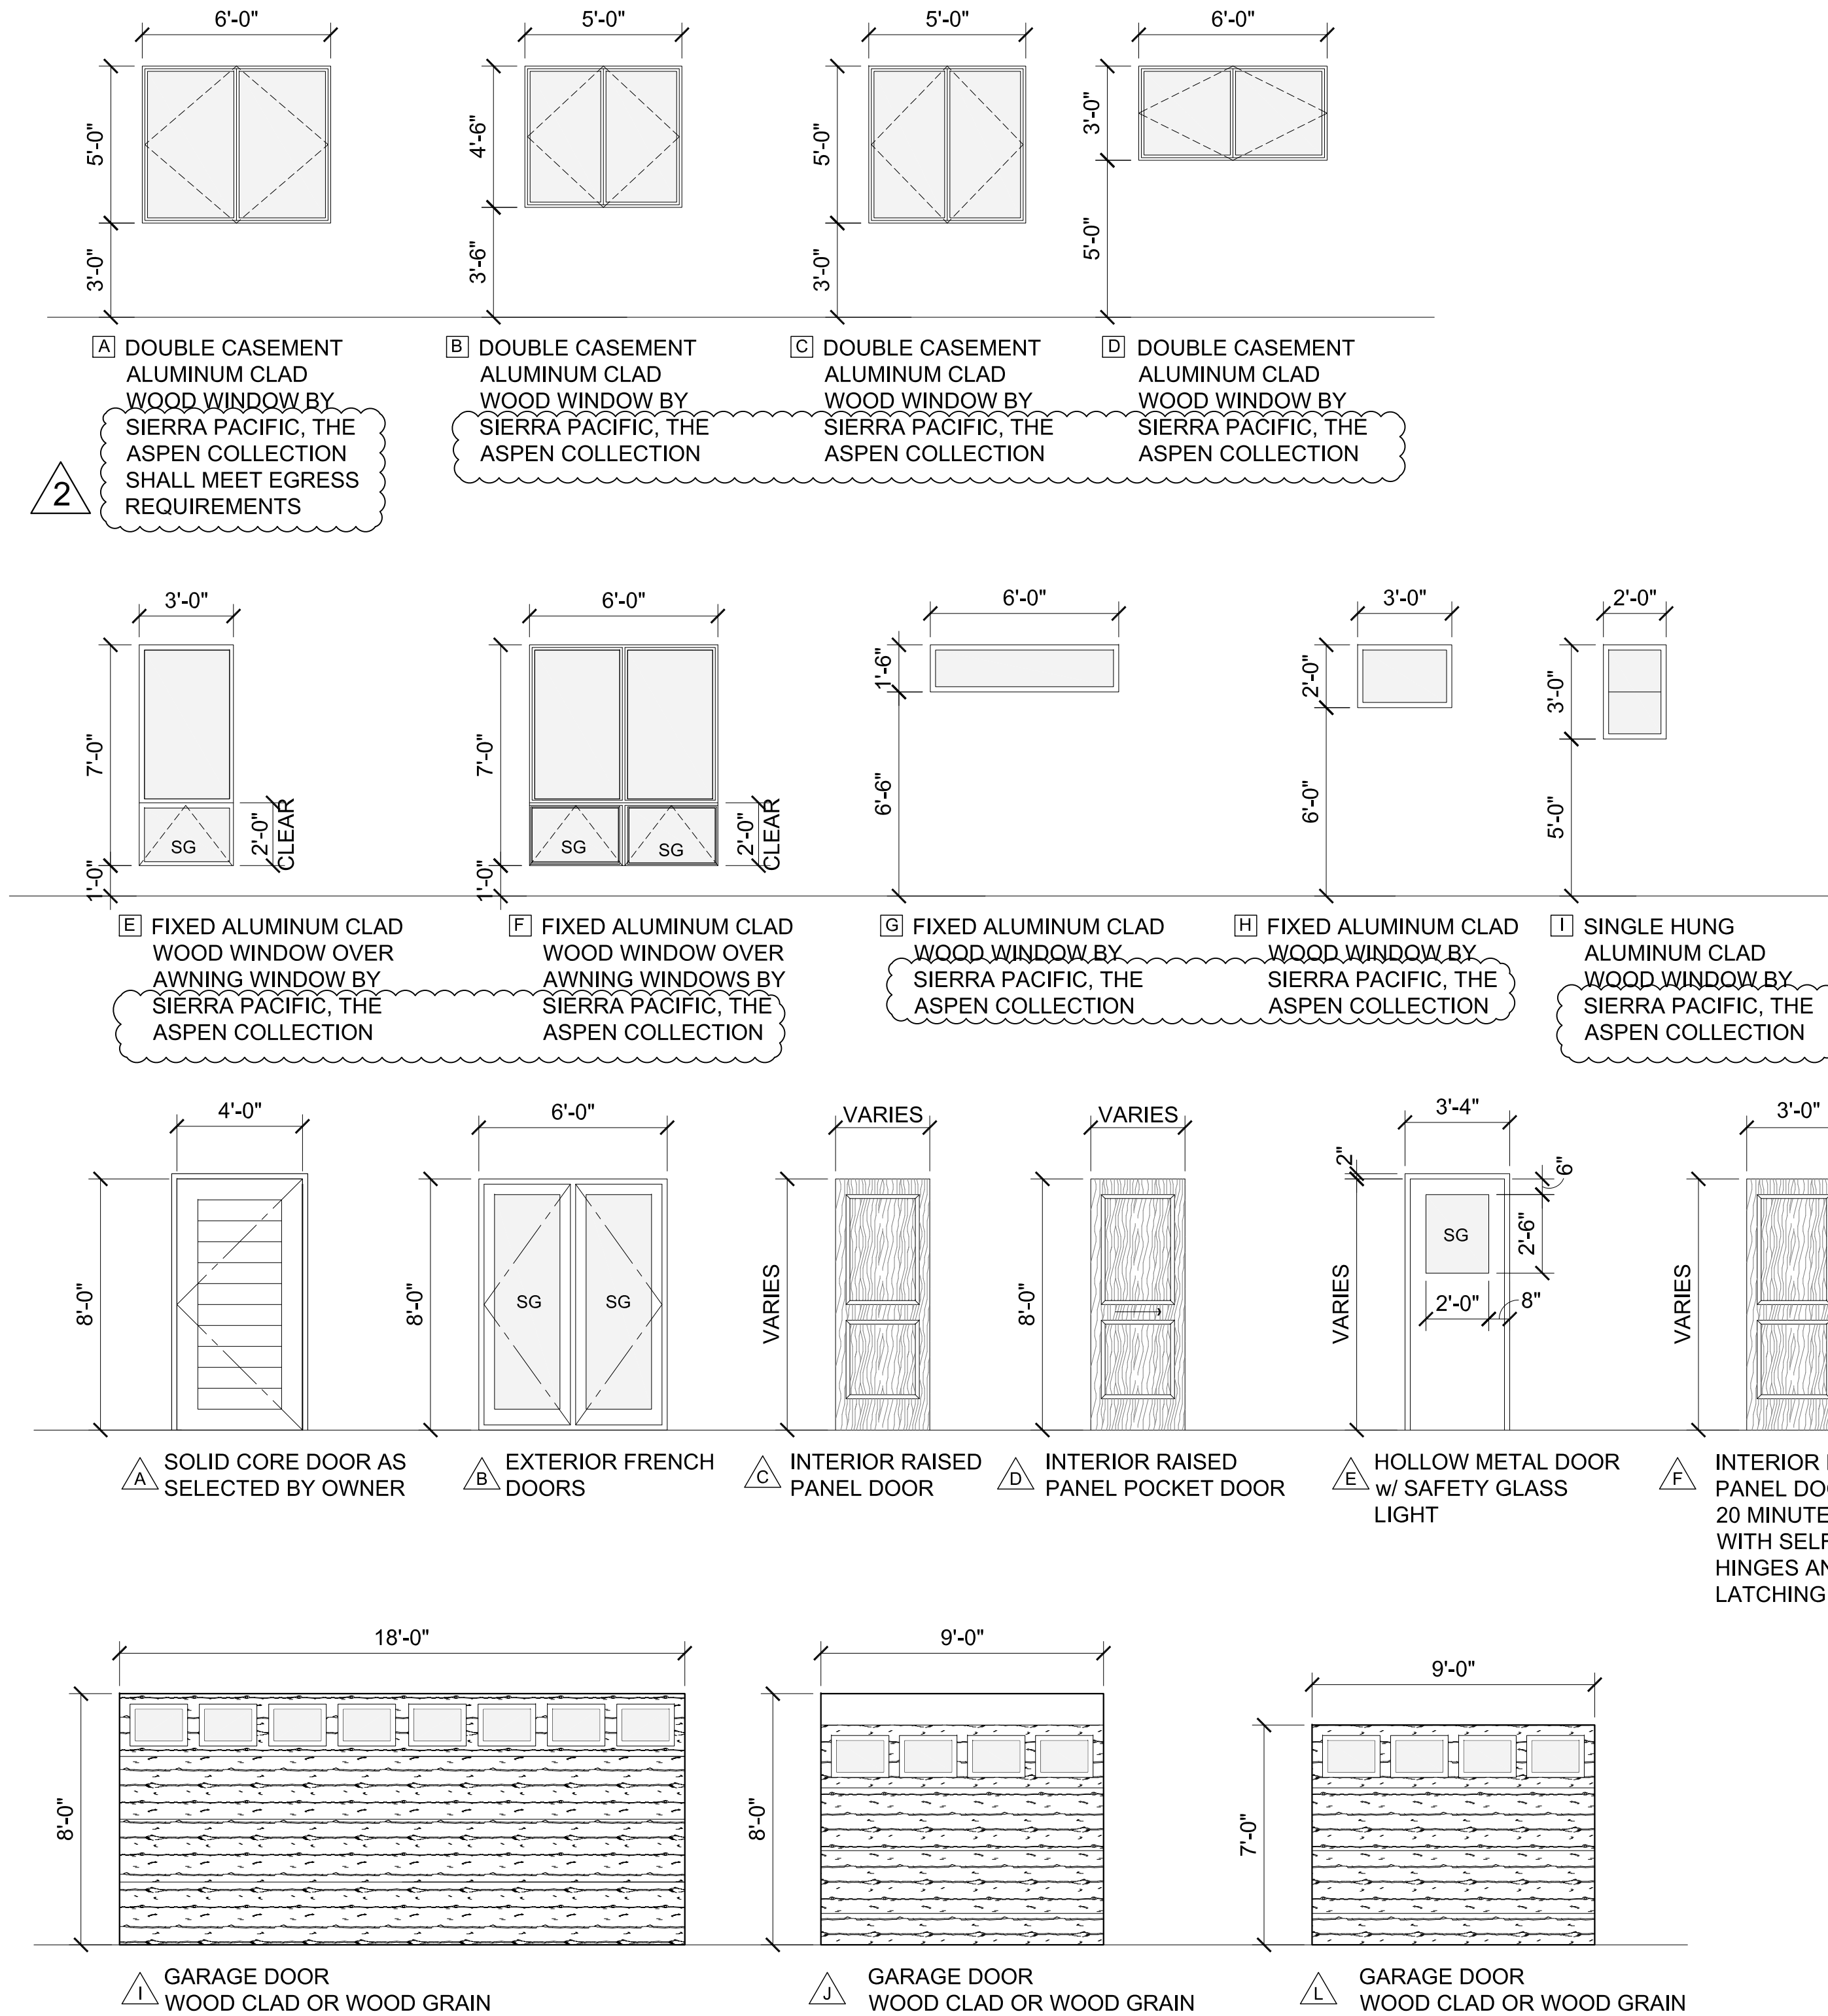 6'-0" 5'-0" 5'-0" 6'-0"
5'-0" 4'-6" 5'-0" 3'-0"
3'-0" 3'-6" 3'-0" 5'-0"
A DOUBLE CASEMENT
ALUMINUM CLAD
WOOD WINDOW BY
SIERRA PACIFIC, THE
ASPEN COLLECTION
SHALL MEET EGRESS
REQUIREMENTS
2
B DOUBLE CASEMENT
ALUMINUM CLAD
WOOD WINDOW BY
SIERRA PACIFIC, THE
ASPEN COLLECTION
C DOUBLE CASEMENT
ALUMINUM CLAD
WOOD WINDOW BY
SIERRA PACIFIC, THE
ASPEN COLLECTION
D DOUBLE CASEMENT
ALUMINUM CLAD
WOOD WINDOW BY
SIERRA PACIFIC, THE
ASPEN COLLECTION
3'-0" 6'-0" 6'-0" 3'-0" 2'-0"
7'-0"
SG
2'-0"
CLEAR
1'-0"
7'-0"
SG SG
2'-0"
CLEAR
1'-0"
1'-6"
6'-6"
2'-0"
6'-0"
3'-0"
5'-0"
E FIXED ALUMINUM CLAD
WOOD WINDOW OVER
AWNING WINDOW BY
SIERRA PACIFIC, THE
ASPEN COLLECTION
F FIXED ALUMINUM CLAD
WOOD WINDOW OVER
AWNING WINDOWS BY
SIERRA PACIFIC, THE
ASPEN COLLECTION
G FIXED ALUMINUM CLAD
WOOD WINDOW BY
SIERRA PACIFIC, THE
ASPEN COLLECTION
H FIXED ALUMINUM CLAD
WOOD WINDOW BY
SIERRA PACIFIC, THE
ASPEN COLLECTION
I SINGLE HUNG
ALUMINUM CLAD
WOOD WINDOW BY
SIERRA PACIFIC, THE
ASPEN COLLECTION
4'-0" 6'-0" VARIES VARIES 3'-4" 3'-0"
8'-0"
8'-0"
SG SG
VARIES
8'-0"
2"
VARIES
SG
6"
2'-6"
2'-0" 8"
VARIES
A SOLID CORE DOOR AS
SELECTED BY OWNER
B EXTERIOR FRENCH
DOORS
C INTERIOR RAISED
PANEL DOOR
D INTERIOR RAISED
PANEL POCKET DOOR
E HOLLOW METAL DOOR
w/ SAFETY GLASS
LIGHT
F INTERIOR
PANEL
20 MINUTE
WITH
HINGES
LATCHING
18'-0" 9'-0" 9'-0"
8'-0" 8'-0" 7'-0"
I GARAGE DOOR
WOOD CLAD OR WOOD GRAIN
J GARAGE DOOR
WOOD CLAD OR WOOD GRAIN
L GARAGE DOOR
WOOD CLAD OR WOOD GRAIN